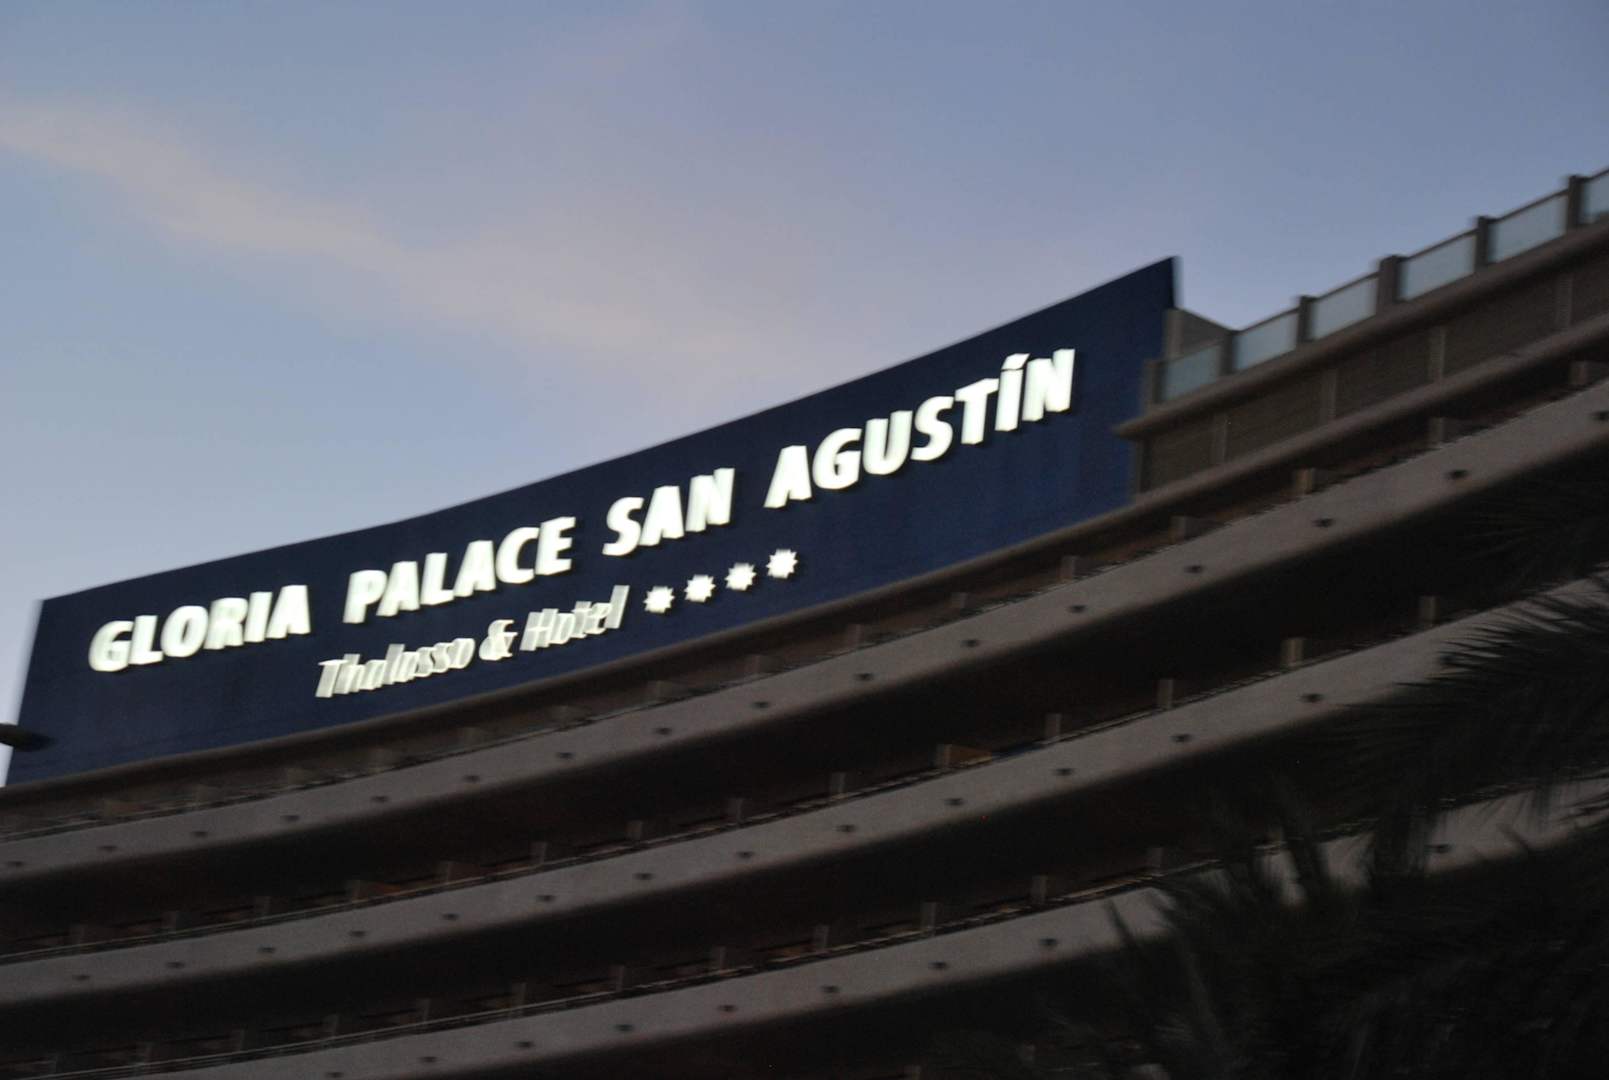 GLORIA PALACE SAN AGUSTÍN
Thalasso & Hotel ****